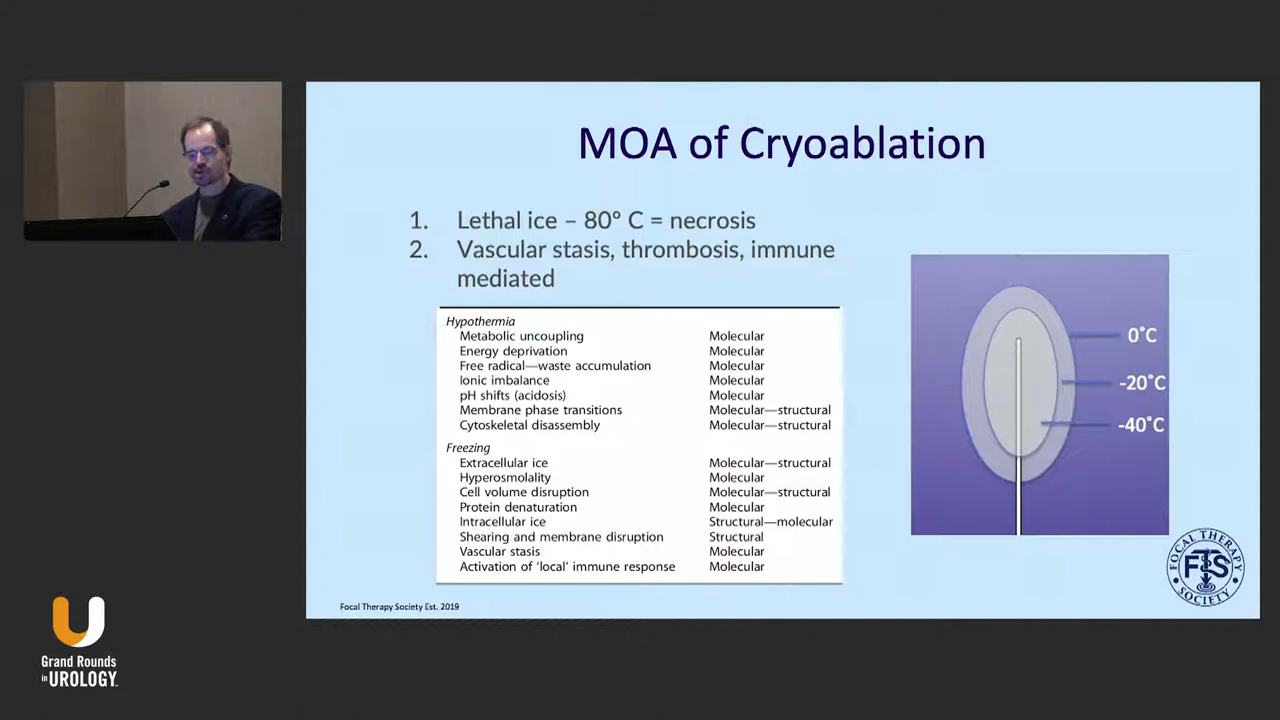 MOA of Cryoablation
1. Lethal ice – 80° C = necrosis
2. Vascular stasis, thrombosis, immune
mediated
Hypothermia
Metabolic uncoupling Molecular
Energy deprivation Molecular
Free radical—waste accumulation Molecular
Ionic imbalance Molecular
pH shifts (acidosis) Molecular
Membrane phase transitions Molecular—structural
Cytoskeletal disassembly Molecular—structural
Freezing
Extracellular ice Molecular—structural
Hyperosmolality Molecular
Cell volume disruption Molecular—structural
Protein denaturation Molecular
Intracellular ice Structural—molecular
Shearing and membrane disruption Structural
Vascular stasis Molecular
Activation of ‘local’ immune response Molecular
0°C
-20°C
-40°C
FOCAL THERAPY
FTS
SOCIETY
Focal Therapy Society Est. 2019
Grand Rounds
in UROLOGY